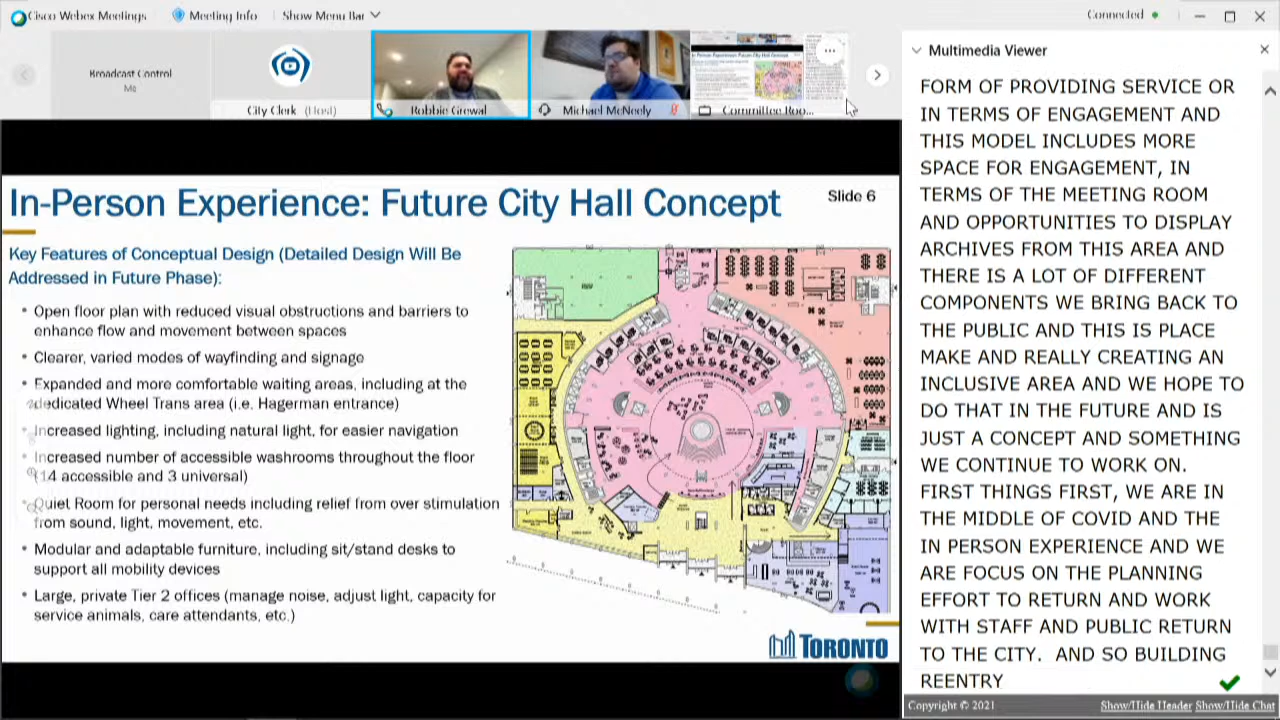 Cisco Webex Meetings
Meeting Info
Show Menu Bar
Connected
Broadcast Control
City Clerk (Host)
Robbie Grewal
Michael McNeely
Committee Roo...
In-Person Experience: Future City Hall Concept
Slide 6
Key Features of Conceptual Design (Detailed Design Will Be
Addressed in Future Phase):
• Open floor plan with reduced visual obstructions and barriers to
enhance flow and movement between spaces
• Clearer, varied modes of wayfinding and signage
• Expanded and more comfortable waiting areas, including at the
dedicated Wheel Trans area (i.e. Hagerman entrance)
• Increased lighting, including natural light, for easier navigation
• Increased number of accessible washrooms throughout the floor
(14 accessible and 3 universal)
• Quiet Room for personal needs including relief from over stimulation
from sound, light, movement, etc.
• Modular and adaptable furniture, including sit/stand desks to
support of mobility devices
• Large, private Tier 2 offices (manage noise, adjust light, capacity for
service animals, care attendants, etc.)
TORONTO
Multimedia Viewer
FORM OF PROVIDING SERVICE OR
IN TERMS OF ENGAGEMENT AND
THIS MODEL INCLUDES MORE
SPACE FOR ENGAGEMENT, IN
TERMS OF THE MEETING ROOM
AND OPPORTUNITIES TO DISPLAY
ARCHIVES FROM THIS AREA AND
THERE IS A LOT OF DIFFERENT
COMPONENTS WE BRING BACK TO
THE PUBLIC AND THIS IS PLACE
MAKE AND REALLY CREATING AN
INCLUSIVE AREA AND WE HOPE TO
DO THAT IN THE FUTURE AND IS
JUST A CONCEPT AND SOMETHING
WE CONTINUE TO WORK ON.
FIRST THINGS FIRST, WE ARE IN
THE MIDDLE OF COVID AND THE
IN PERSON EXPERIENCE AND WE
ARE FOCUS ON THE PLANNING
EFFORT TO RETURN AND WORK
WITH STAFF AND PUBLIC RETURN
TO THE CITY. AND SO BUILDING
REENTRY
Copyright © 2021
Show/Hide Header Show/Hide Chat